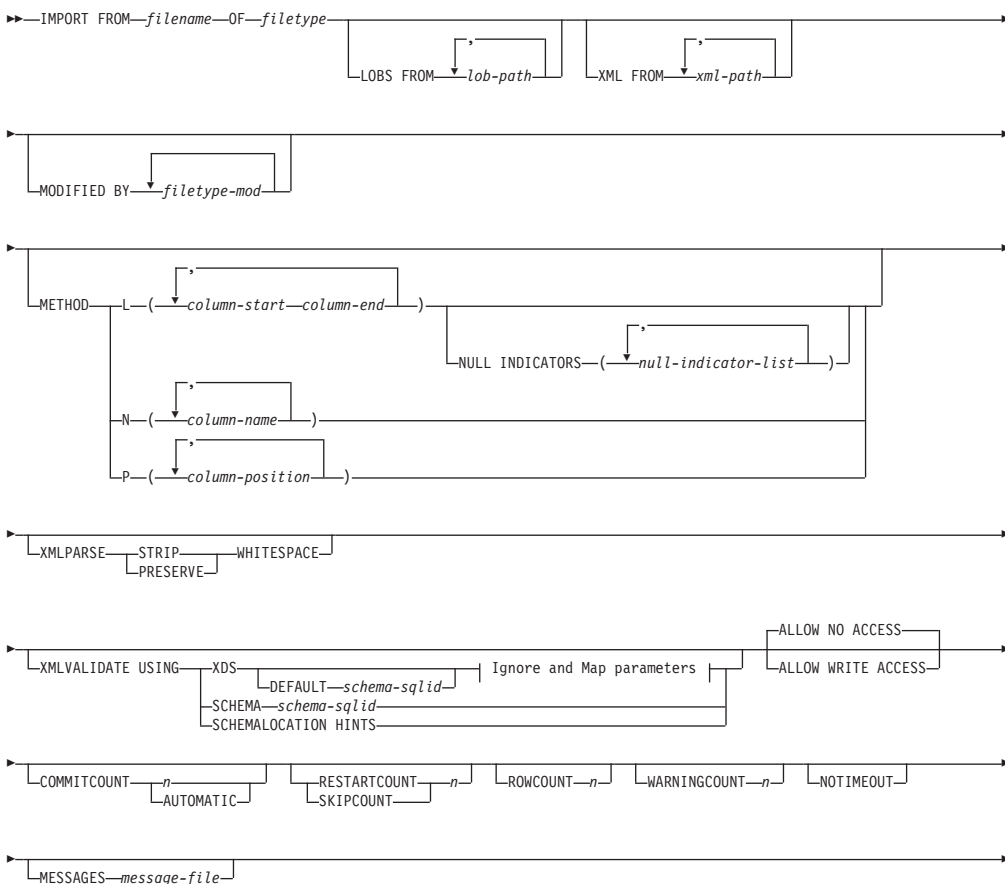 IMPORT FROM filename OF filetype
,
LOBS FROM lob-path
,
XML FROM xml-path
MODIFIED BY filetype-mod
METHOD L ( column-start column-end )
,
NULL INDICATORS ( null-indicator-list )
,
N ( column-name )
,
P ( column-position )
,
XMLPARSE STRIP WHITESPACE
PRESERVE
XMLVALIDATE USING XDS Ignore and Map parameters
DEFAULT schema-sqlid
SCHEMA schema-sqlid
SCHEMALOCATION HINTS
ALLOW NO ACCESS
ALLOW WRITE ACCESS
COMMITCOUNT n
AUTOMATIC
RESTARTCOUNT n
SKIPCOUNT
ROWCOUNT n
WARNINGCOUNT n
NOTIMEOUT
MESSAGES message-file